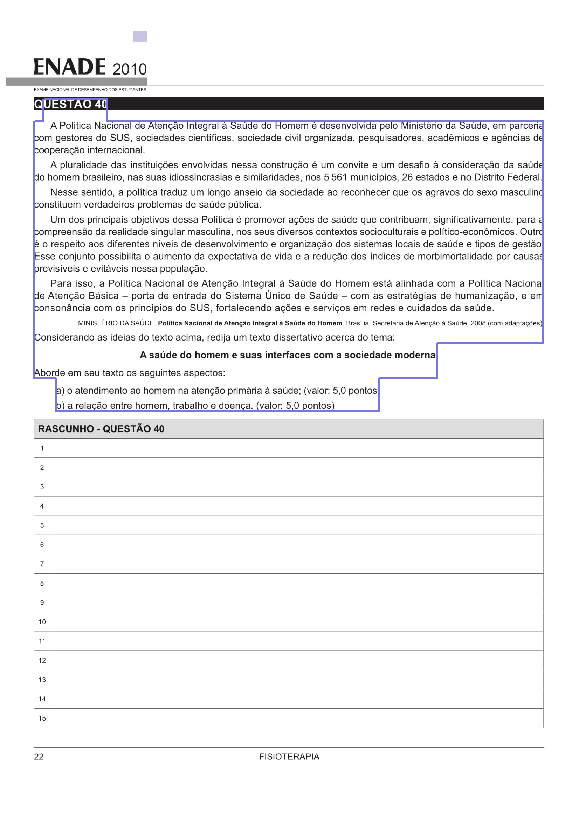 ENADE 2010
EXAME NACIONAL DE DESEMPENHO DOS ESTUDANTES
QUESTÃO 40
A Política Nacional de Atenção Integral à Saúde do Homem é desenvolvida pelo Ministério da Saúde, em parceria
com gestores do SUS, sociedades científicas, sociedade civil organizada, pesquisadores, acadêmicos e agências de
cooperação internacional.
A pluralidade das instituições envolvidas nessa construção é um convite e um desafio à consideração da saúde
do homem brasileiro, nas suas idiossincrasias e similaridades, nos 5 561 municípios, 26 estados e no Distrito Federal.
Nesse sentido, a política traduz um longo anseio da sociedade ao reconhecer que os agravos do sexo masculino
constituem verdadeiros problemas de saúde pública.
Um dos principais objetivos dessa Política é promover ações de saúde que contribuam, significativamente, para a
compreensão da realidade singular masculina, nos seus diversos contextos socioculturais e político-econômicos. Outro
é o respeito aos diferentes níveis de desenvolvimento e organização dos sistemas locais de saúde e tipos de gestão.
Esse conjunto possibilita o aumento da expectativa de vida e a redução dos índices de morbimortalidade por causas
previsíveis e evitáveis nessa população.
Para isso, a Política Nacional de Atenção Integral à Saúde do Homem está alinhada com a Política Nacional
de Atenção Básica – porta de entrada do Sistema Único de Saúde – com as estratégias de humanização, e em
consonância com os princípios do SUS, fortalecendo ações e serviços em redes e cuidados da saúde.
MINISTÉRIO DA SAÚDE. Política Nacional de Atenção Integral à Saúde do Homem. Brasília: Secretaria de Atenção à Saúde, 2008 (com adaptações).
Considerando as ideias do texto acima, redija um texto dissertativo acerca do tema:
A saúde do homem e suas interfaces com a sociedade moderna
Aborde em seu texto os seguintes aspectos:
a) o atendimento ao homem na atenção primária à saúde; (valor: 5,0 pontos)
b) a relação entre homem, trabalho e doença. (valor: 5,0 pontos)
RASCUNHO - QUESTÃO 40
1
2
3
4
5
6
7
8
9
10
11
12
13
14
15
22 FISIOTERAPIA